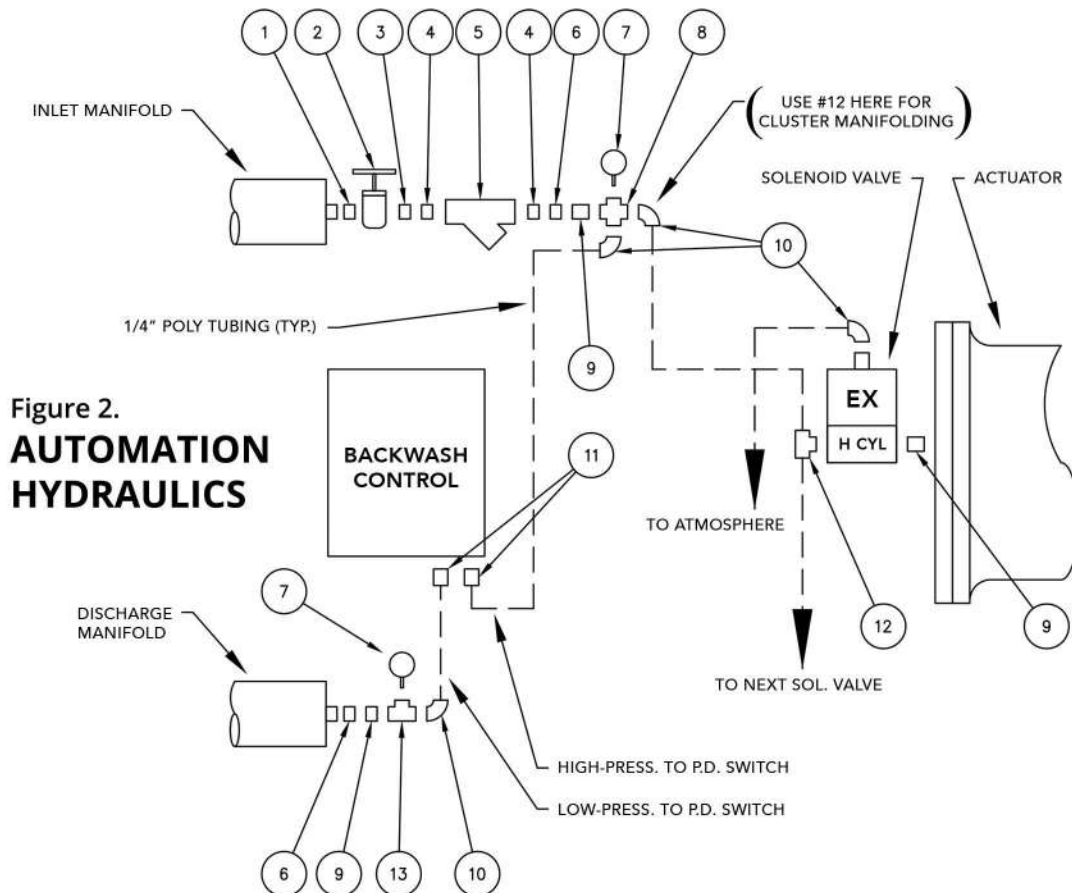 1 2 3 4 5 4 6 7 8
INLET MANIFOLD
( USE #12 HERE FOR
CLUSTER MANIFOLDING )
SOLENOID VALVE
ACTUATOR
10
1/4" POLY TUBING (TYP.)
9
Figure 2.
AUTOMATION
HYDRAULICS
BACKWASH
CONTROL
11
EX
H CYL
TO ATMOSPHERE
7
12
9
DISCHARGE
MANIFOLD
TO NEXT SOL. VALVE
HIGH-PRESS. TO P.D. SWITCH
LOW-PRESS. TO P.D. SWITCH
6 9 13 10